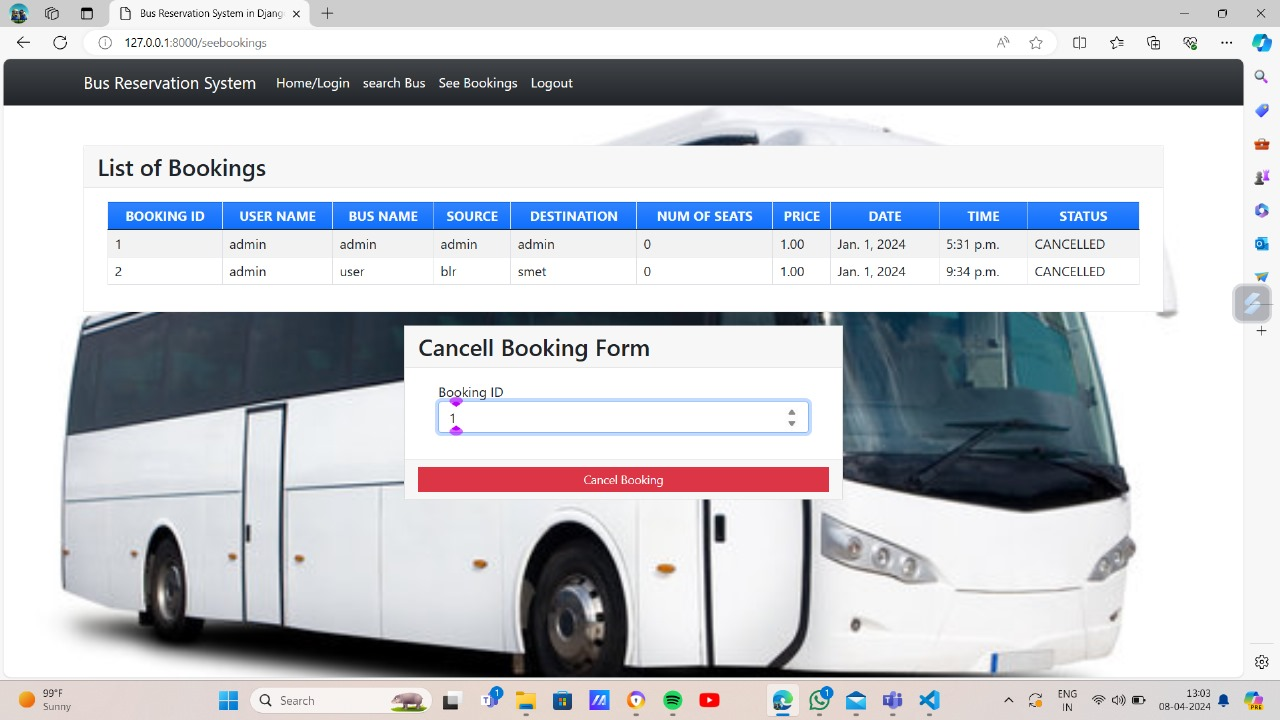 Bus Reservation System in Djang
127.0.0.1:8000/seebookings
Bus Reservation System Home/Login search Bus See Bookings Logout
List of Bookings
BOOKING ID USER NAME BUS NAME SOURCE DESTINATION NUM OF SEATS PRICE DATE TIME STATUS
1 admin admin admin admin 0 1.00 Jan. 1, 2024 5:31 p.m. CANCELLED
2 admin user blr smet 0 1.00 Jan. 1, 2024 9:34 p.m. CANCELLED
Cancell Booking Form
Booking ID
1
Cancel Booking
99°F
Sunny
Search
1
1
ENG
IN
13:03
08-04-2024
PRE